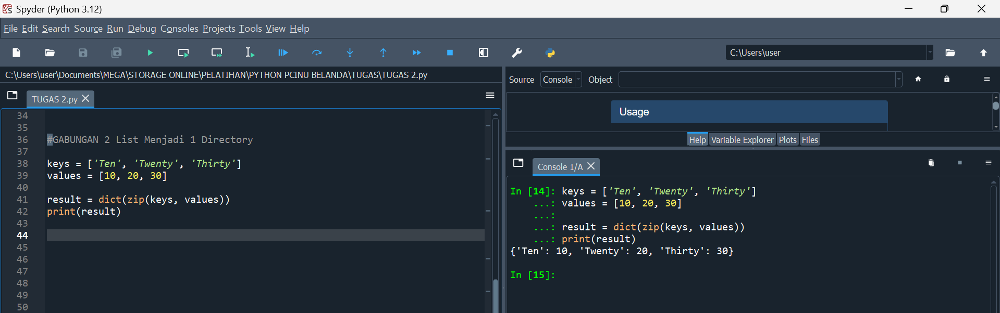 Spyder (Python 3.12)
File Edit Search Source Run Debug Consoles Projects Tools View Help
C:\Users\user
C:\Users\user\Documents\MEGA\STORAGE ONLINE\PELATIHAN\PYTHON PCINU BELANDA\TUGAS\TUGAS 2.py
TUGAS 2.py
34
35
36 #GABUNGAN 2 List Menjadi 1 Directory
37
38 keys = ['Ten', 'Twenty', 'Thirty']
39 values = [10, 20, 30]
40
41 result = dict(zip(keys, values))
42 print(result)
43
44
45
46
47
48
49
50
Source Console Object
Usage
Help Variable Explorer Plots Files
Console 1/A
In [14]: keys = ['Ten', 'Twenty', 'Thirty']
...: values = [10, 20, 30]
...:
...: result = dict(zip(keys, values))
...: print(result)
{'Ten': 10, 'Twenty': 20, 'Thirty': 30}
In [15]: